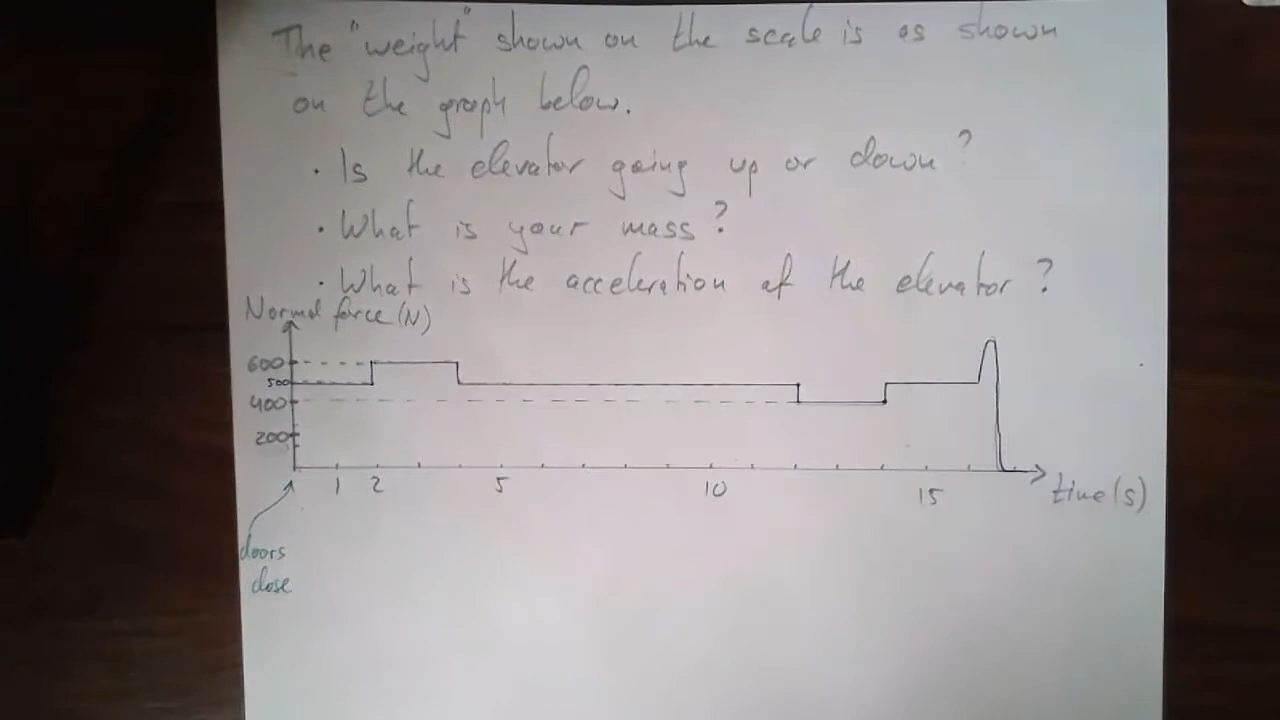 The "weight" shown on the scale is as shown
on the graph below.
· Is the elevator going up or down?
· What is your mass?
· What is the acceleration of the elevator?
Normal force (N)
600
500
400
200
1 2 5 10 15 time (s)
doors
close